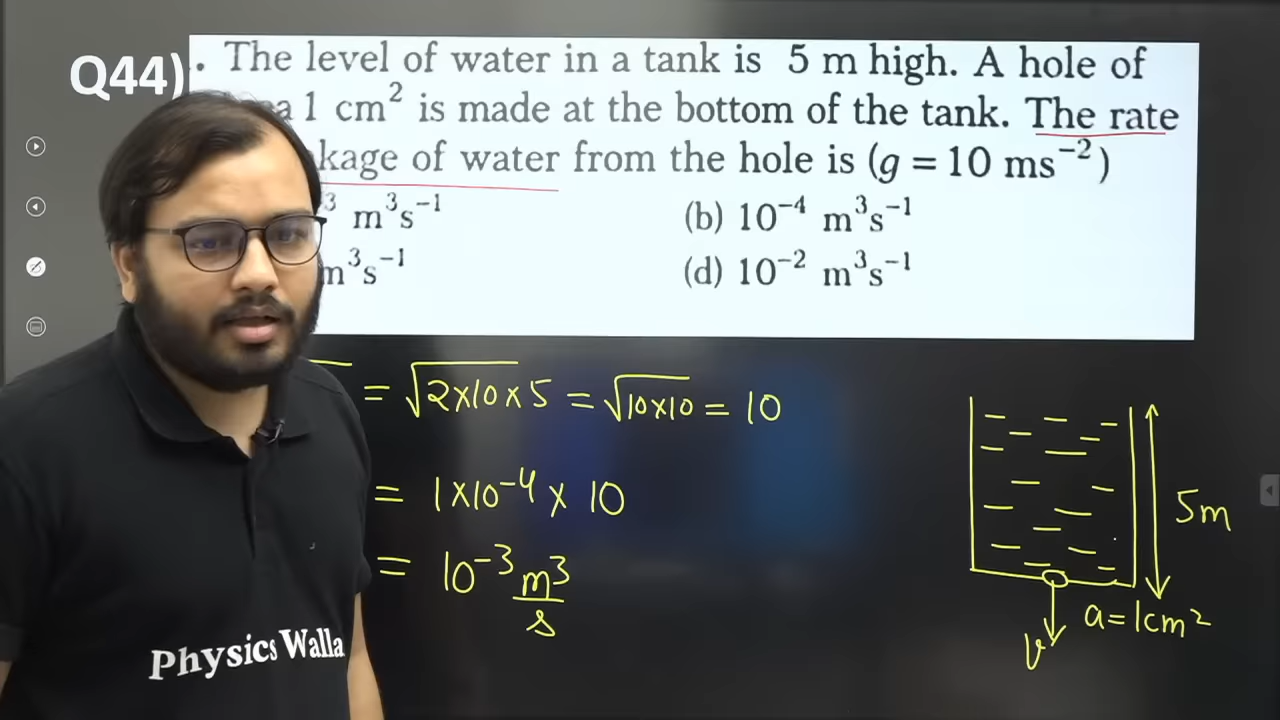 Q44)
. The level of water in a tank is 5 m high. A hole of
a 1 cm² is made at the bottom of the tank. The rate
kage of water from the hole is (g = 10 ms⁻²)
³ m³s⁻¹
(b) 10⁻⁴ m³s⁻¹
m³s⁻¹
(d) 10⁻² m³s⁻¹
= √2×10×5 = √10×10 = 10
= 1×10⁻⁴ × 10
= 10⁻³ m³/s
5m
a=1cm²
v
Physics Walla